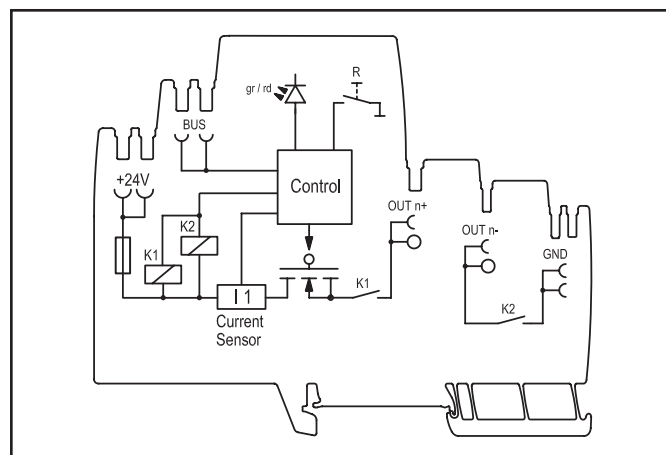 R
gr / rd
BUS
+24V
Control
K2
K1
OUT n+
OUT n-
GND
K1
K2
I 1
Current
Sensor